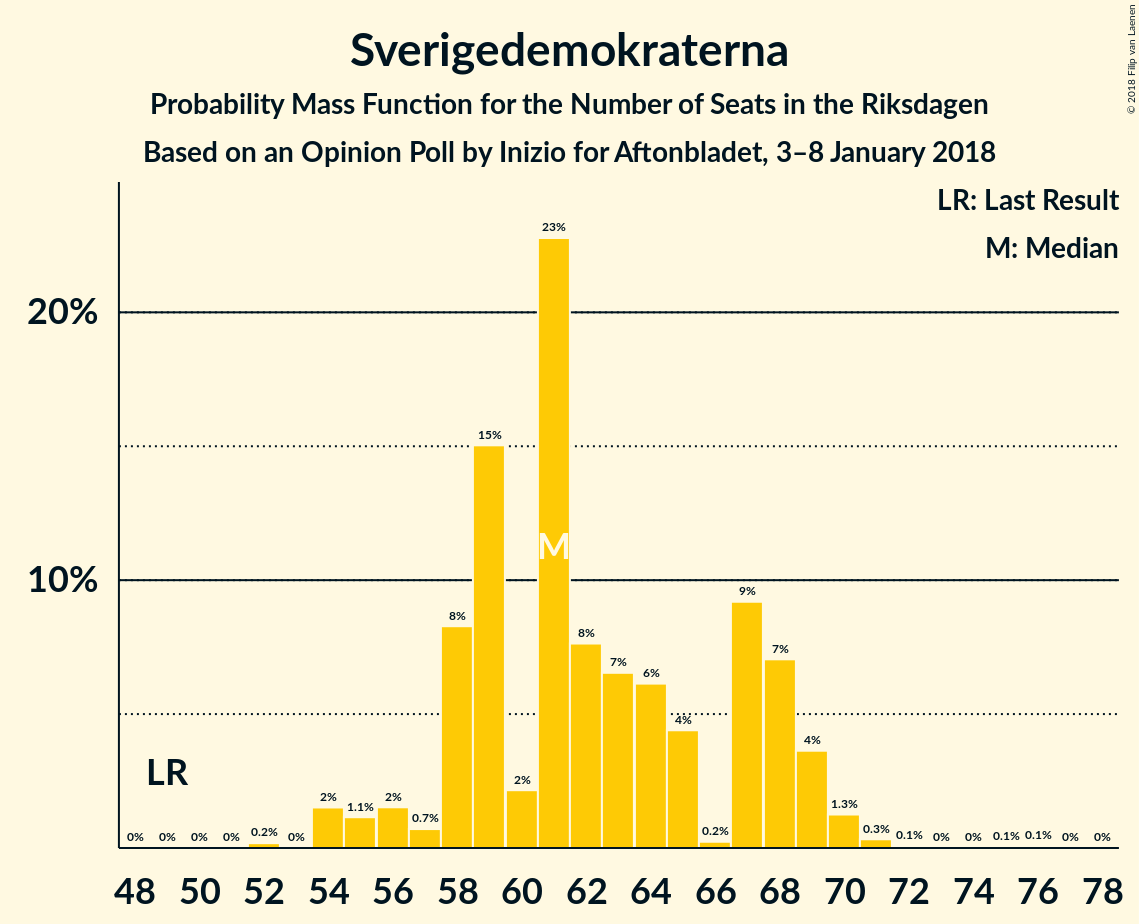 Sverigedemokraterna
Probability Mass Function for the Number of Seats in the Riksdagen
Based on an Opinion Poll by Inizio for Aftonbladet, 3–8 January 2018
© 2018 Filip van Laenen
LR: Last Result
M: Median
20%
10%
LR
M
0% 0% 0% 0% 0.2% 0% 2% 1.1% 2% 0.7% 8% 15% 2% 23% 8% 7% 6% 4% 0.2% 9% 7% 4% 1.3% 0.3% 0.1% 0% 0% 0.1% 0.1% 0% 0%
48 50 52 54 56 58 60 62 64 66 68 70 72 74 76 78